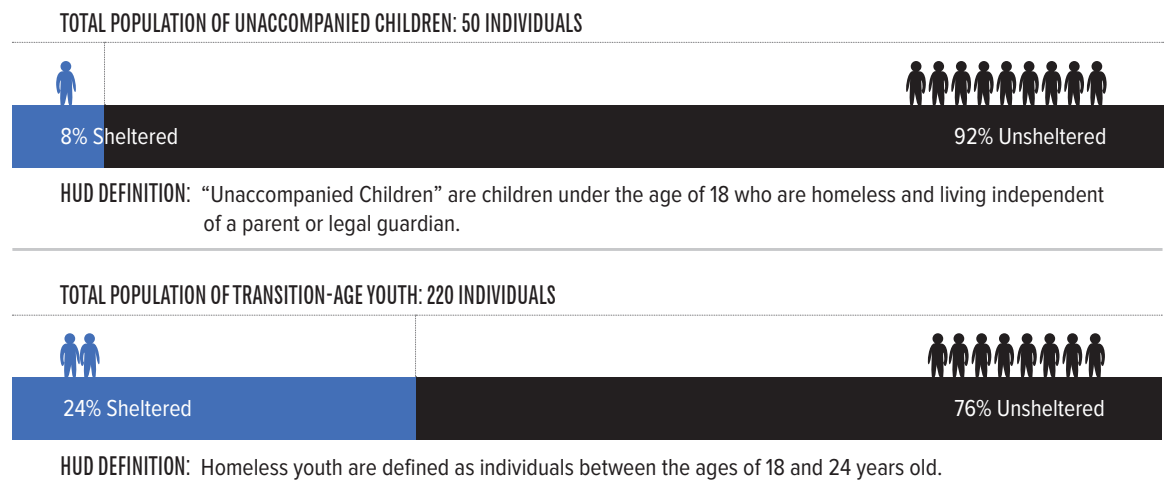 TOTAL POPULATION OF UNACCOMPANIED CHILDREN: 50 INDIVIDUALS
8% Sheltered
92% Unsheltered
HUD DEFINITION: “Unaccompanied Children” are children under the age of 18 who are homeless and living independent
of a parent or legal guardian.
TOTAL POPULATION OF TRANSITION-AGE YOUTH: 220 INDIVIDUALS
24% Sheltered
76% Unsheltered
HUD DEFINITION: Homeless youth are defined as individuals between the ages of 18 and 24 years old.